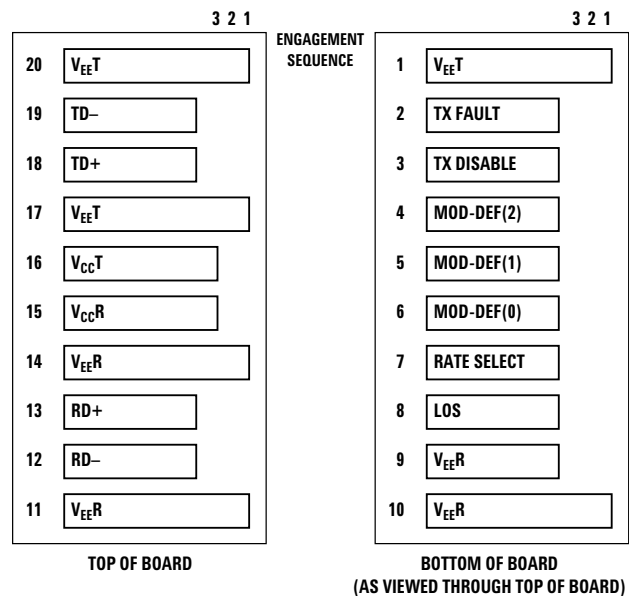 3 2 1
ENGAGEMENT
SEQUENCE
3 2 1
20 VEET
19 TD–
18 TD+
17 VEET
16 VCCT
15 VCCR
14 VEER
13 RD+
12 RD–
11 VEER
TOP OF BOARD
1 VEET
2 TX FAULT
3 TX DISABLE
4 MOD-DEF(2)
5 MOD-DEF(1)
6 MOD-DEF(0)
7 RATE SELECT
8 LOS
9 VEER
10 VEER
BOTTOM OF BOARD
(AS VIEWED THROUGH TOP OF BOARD)